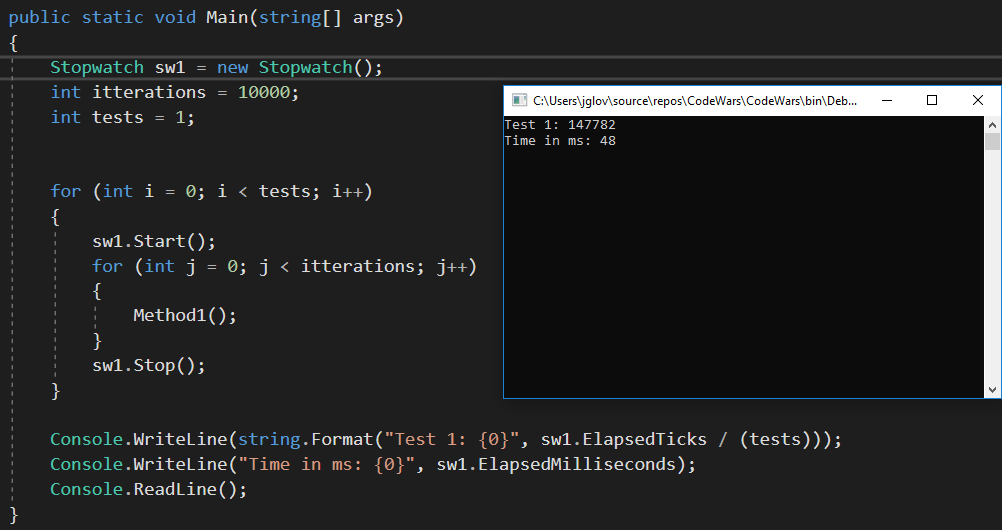 public static void Main(string[] args)
{
Stopwatch sw1 = new Stopwatch();
int itterations = 10000;
int tests = 1;
for (int i = 0; i < tests; i++)
{
sw1.Start();
for (int j = 0; j < itterations; j++)
{
Method1();
}
sw1.Stop();
}
Console.WriteLine(string.Format("Test 1: {0}", sw1.ElapsedTicks / (tests)));
Console.WriteLine("Time in ms: {0}", sw1.ElapsedMilliseconds);
Console.ReadLine();
}
C:\Users\jglov\source\repos\CodeWars\CodeWars\bin\Deb...
Test 1: 147782
Time in ms: 48